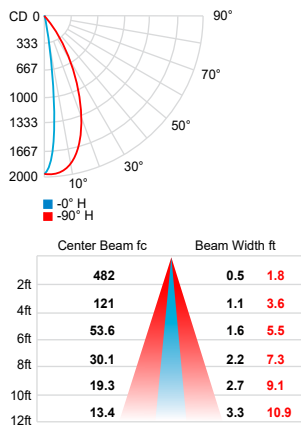 CD 0
90°
333
667
70°
1000
1333
50°
1667
30°
2000
10°
-0° H
-90° H
Center Beam fc Beam Width ft
482 0.5 1.8
2ft
121 1.1 3.6
4ft
53.6 1.6 5.5
6ft
30.1 2.2 7.3
8ft
19.3 2.7 9.1
10ft
13.4 3.3 10.9
12ft